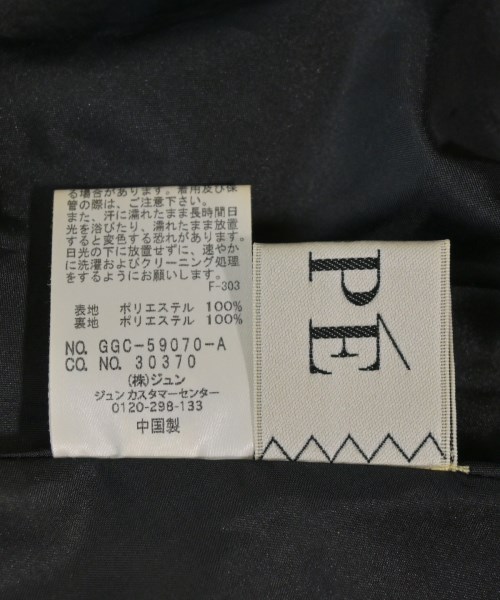 る場合があります。着用及び保
管の際は、ご注意下さい。
また、汗に濡れたまま長時間日
光を浴びたり、濡れたまま放置
すると変色する恐れがあります。
日光の下に放置せずに、速やか
に洗濯およびクリーニング処理
をするようにお願いします。
F-303
表地 ポリエステル 100%
裏地 ポリエステル 100%
NO. GGC-59070-A
CO. NO. 30370
(株)ジュン
ジュン カスタマーセンター
0120-298-133
中国製
PÉ